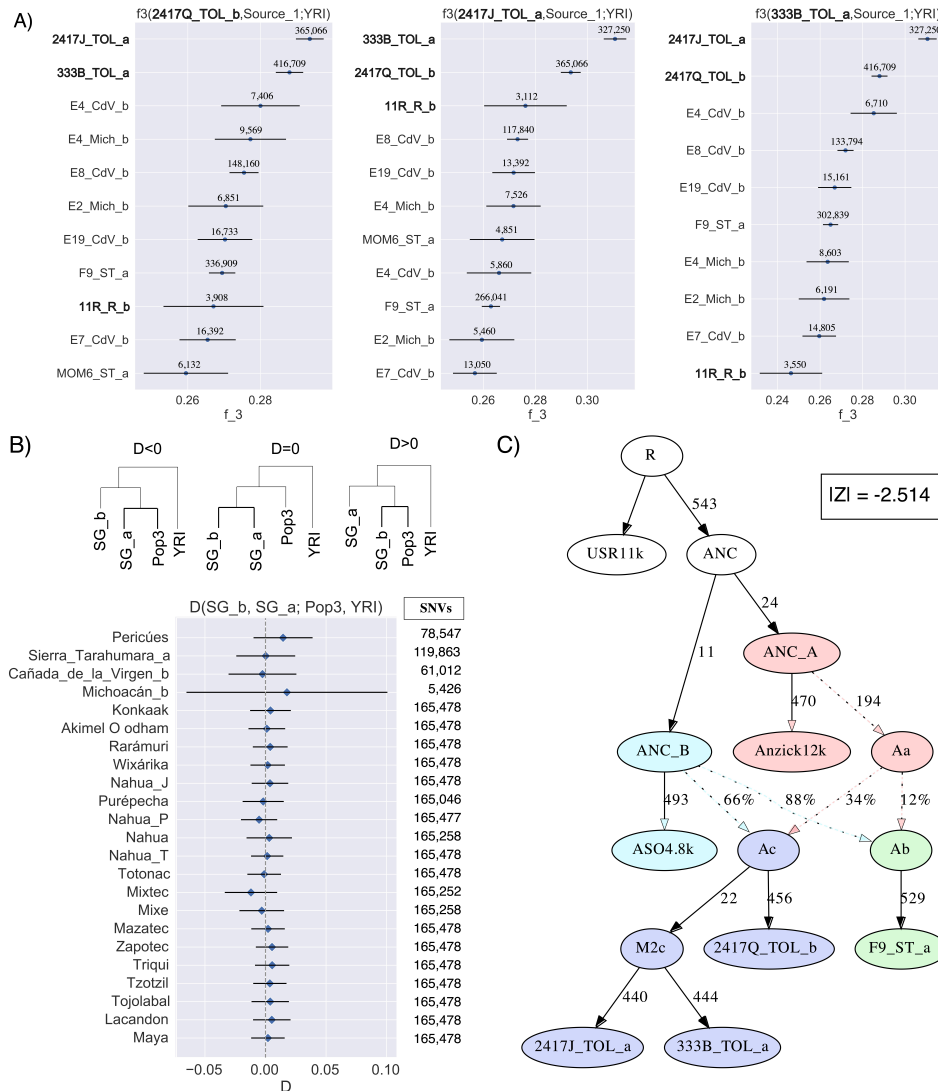 A)
f3(2417Q_TOL_b,Source_1;YRI)
2417J_TOL_a 365,066
333B_TOL_a 416,709
E4_CdV_b 7,406
E4_Mich_b 9,569
E8_CdV_b 148,160
E2_Mich_b 6,851
E19_CdV_b 16,733
F9_ST_a 336,909
11R_R_b 3,908
E7_CdV_b 16,392
MOM6_ST_a 6,132
0.26 0.28
f_3
f3(2417J_TOL_a,Source_1;YRI)
333B_TOL_a 327,250
2417Q_TOL_b 365,066
11R_R_b 3,112
E8_CdV_b 117,840
E19_CdV_b 13,392
E4_Mich_b 7,526
MOM6_ST_a 4,851
E4_CdV_b 5,860
F9_ST_a 266,041
E2_Mich_b 5,460
E7_CdV_b 13,050
0.26 0.28 0.30
f_3
f3(333B_TOL_a,Source_1;YRI)
2417J_TOL_a 327,250
2417Q_TOL_b 416,709
E4_CdV_b 6,710
E8_CdV_b 133,794
E19_CdV_b 15,161
F9_ST_a 302,839
E4_Mich_b 8,603
E2_Mich_b 6,191
E7_CdV_b 14,805
11R_R_b 3,550
0.24 0.26 0.28 0.30
f_3
B)
D<0 D=0 D>0
SG_b SG_a Pop3 YRI
SG_b SG_a Pop3 YRI
SG_a SG_b Pop3 YRI
D(SG_b, SG_a; Pop3, YRI) SNVs
Pericúes 78,547
Sierra_Tarahumara_a 119,863
Cañada_de_la_Virgen_b 61,012
Michoacán_b 5,426
Konkaak 165,478
Akimel O odham 165,478
Rarámuri 165,478
Wixárika 165,478
Nahua_J 165,478
Purépecha 165,046
Nahua_P 165,477
Nahua 165,258
Nahua_T 165,478
Totonac 165,478
Mixtec 165,252
Mixe 165,258
Mazatec 165,478
Zapotec 165,478
Triqui 165,478
Tzotzil 165,478
Tojolabal 165,478
Lacandon 165,478
Maya 165,478
−0.05 0.00 0.05 0.10
D
C)
R
|Z| = -2.514
543
USR11k ANC
24
11
ANC_A
470 194
ANC_B Anzick12k Aa
493 66% 88% 34% 12%
ASO4.8k Ac Ab
22 456 529
M2c 2417Q_TOL_b F9_ST_a
440 444
2417J_TOL_a 333B_TOL_a